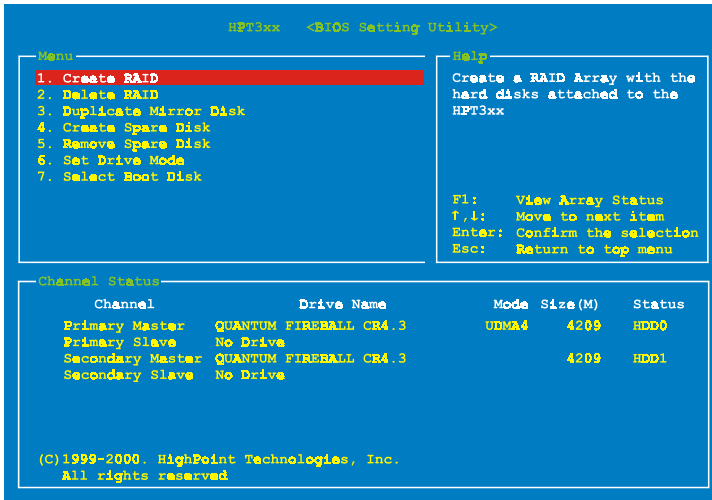 HPT3xx <BIOS Setting Utility>
Menu
1. Create RAID
2. Delete RAID
3. Duplicate Mirror Disk
4. Create Spare Disk
5. Remove Spare Disk
6. Set Drive Mode
7. Select Boot Disk
Help
Create a RAID Array with the
hard disks attached to the
HPT3xx
F1: View Array Status
↑,↓: Move to next item
Enter: Confirm the selection
Esc: Return to top menu
Channel Status
Channel Drive Name Mode Size(M) Status
Primary Master QUANTUM FIREBALL CR4.3 UDMA4 4209 HDD0
Primary Slave No Drive
Secondary Master QUANTUM FIREBALL CR4.3 4209 HDD1
Secondary Slave No Drive
(C)1999-2000. HighPoint Technologies, Inc.
All rights reserved